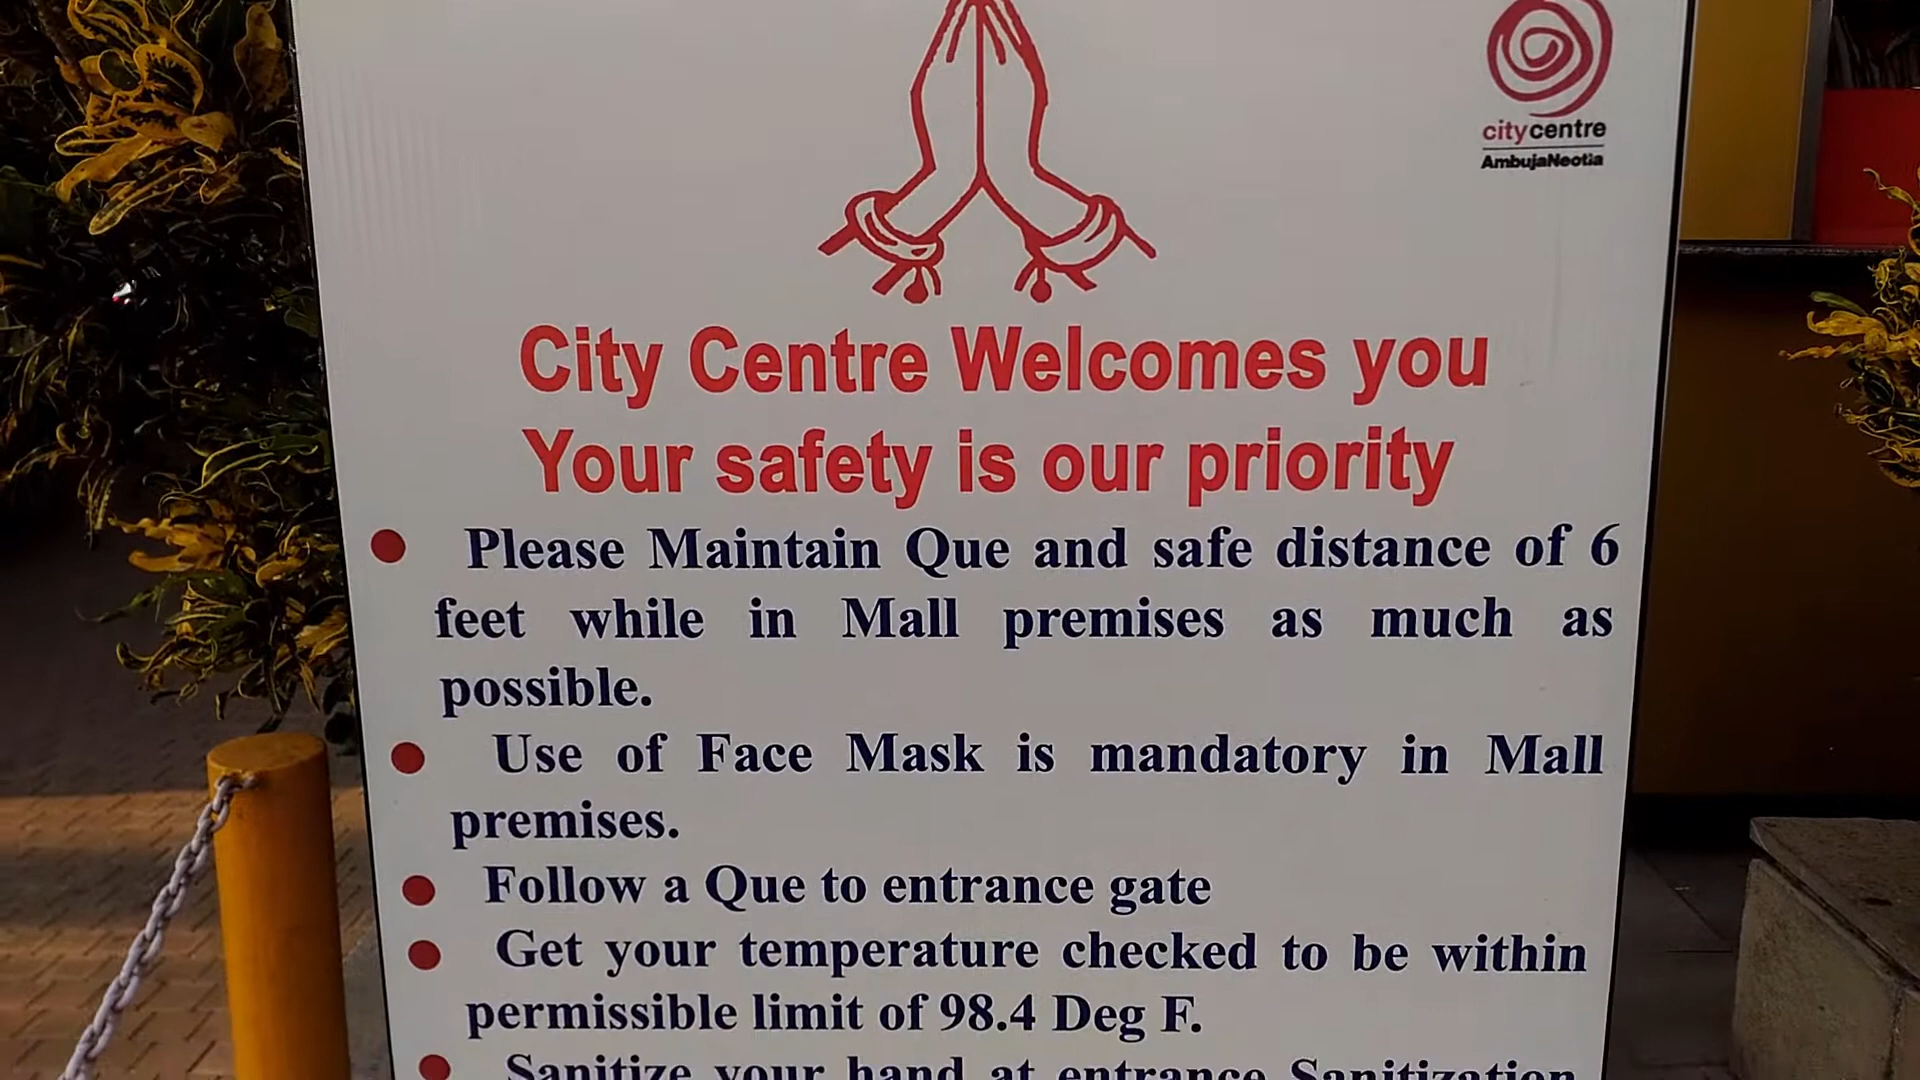 citycentre
AmbujaNeotia
City Centre Welcomes you
Your safety is our priority
Please Maintain Que and safe distance of 6
feet while in Mall premises as much as
possible.
Use of Face Mask is mandatory in Mall
premises.
Follow a Que to entrance gate
Get your temperature checked to be within
permissible limit of 98.4 Deg F.
Sanitize your hand at entrance Sanitization